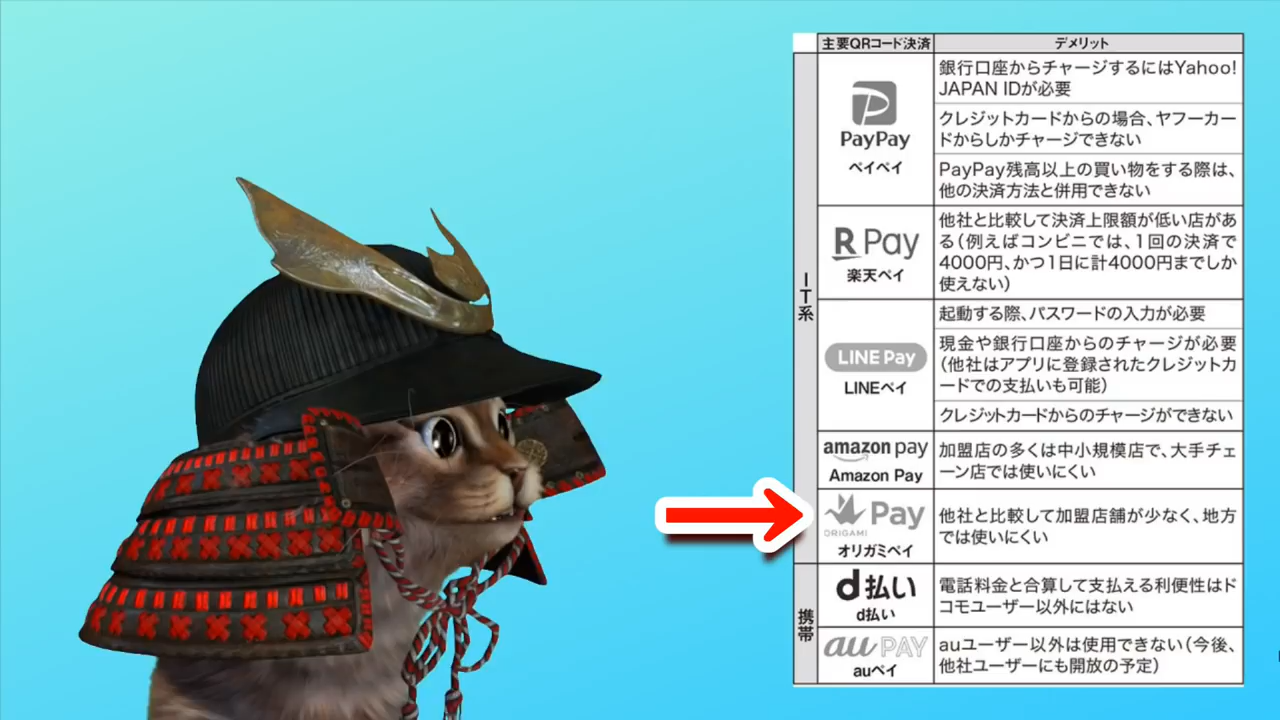 主要QRコード決済
デメリット
IT系
PayPay
ペイペイ
銀行口座からチャージするにはYahoo!
JAPAN IDが必要
クレジットカードからの場合、ヤフーカー
ドからしかチャージできない
PayPay残高以上の買い物をする際は、
他の決済方法と併用できない
R Pay
楽天ペイ
他社と比較して決済上限額が低い店があ
る(例えばコンビニでは、1回の決済で
4000円、かつ1日に計4000円までしか
使えない)
LINE Pay
LINEペイ
起動する際、パスワードの入力が必要
現金や銀行口座からのチャージが必要
(他社はアプリに登録されたクレジットカ
ードでの支払いも可能)
クレジットカードからのチャージができない
amazon pay
Amazon Pay
加盟店の多くは中小規模店で、大手チェ
ーン店では使いにくい
ORIGAMI Pay
オリガミペイ
他社と比較して加盟店舗が少なく、地方
では使いにくい
携帯
d払い
d払い
電話料金と合算して支払える利便性はド
コモユーザー以外にはない
au PAY
auペイ
auユーザー以外は使用できない(今後、
他社ユーザーにも開放の予定)